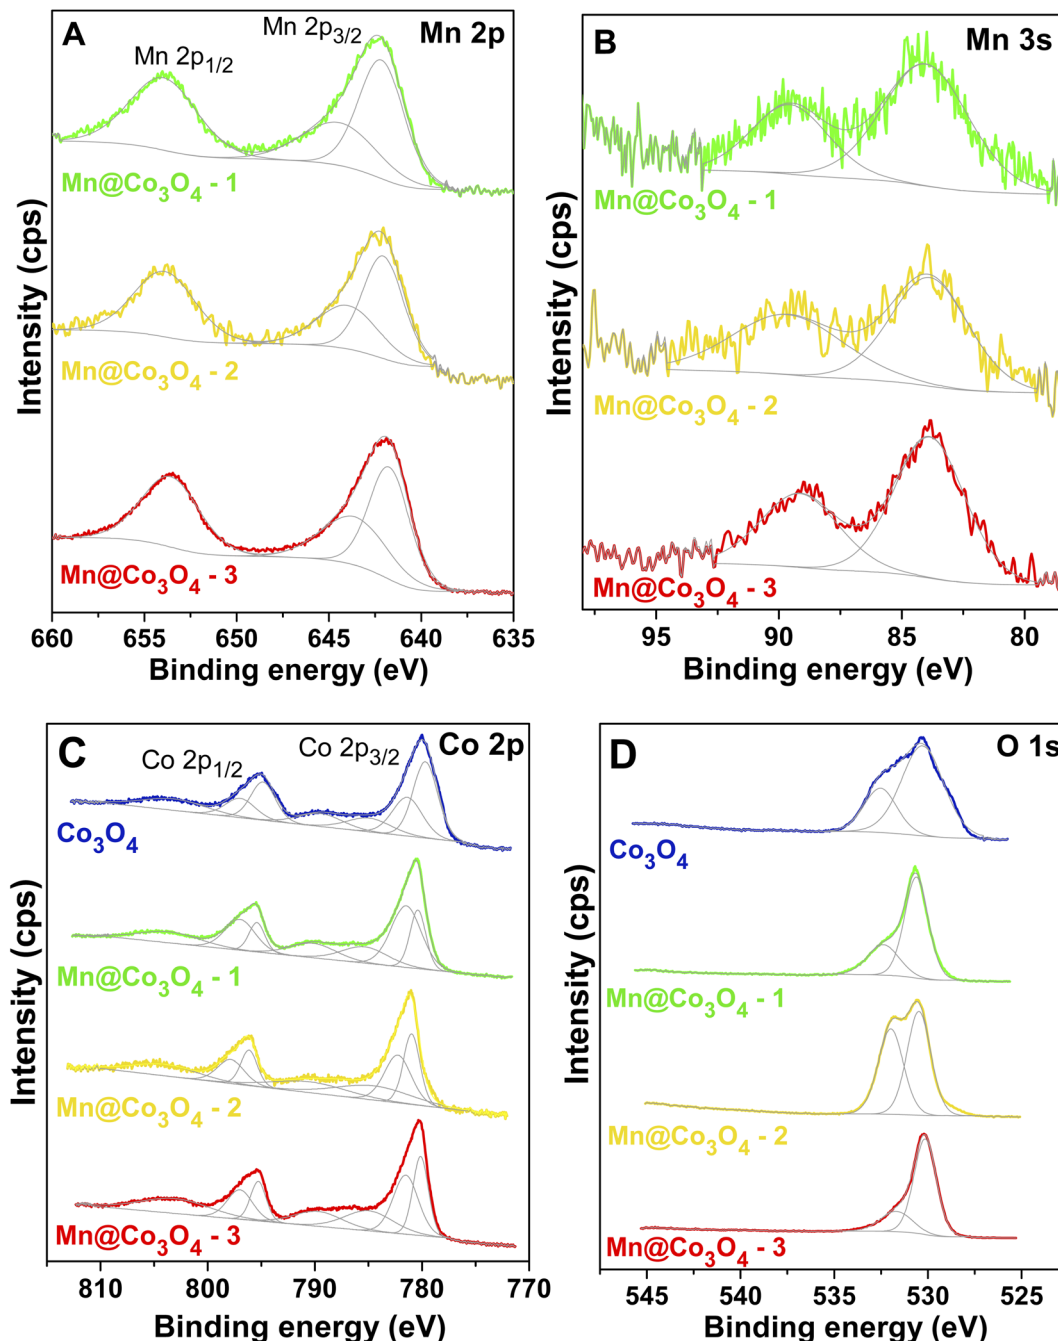 A
Mn 2p
Mn 2p1/2
Mn 2p3/2
Mn@Co3O4 - 1
Mn@Co3O4 - 2
Mn@Co3O4 - 3
Intensity (cps)
660 655 650 645 640 635
Binding energy (eV)
B
Mn 3s
Mn@Co3O4 - 1
Mn@Co3O4 - 2
Mn@Co3O4 - 3
Intensity (cps)
95 90 85 80
Binding energy (eV)
C
Co 2p
Co 2p1/2
Co 2p3/2
Co3O4
Mn@Co3O4 - 1
Mn@Co3O4 - 2
Mn@Co3O4 - 3
Intensity (cps)
810 800 790 780 770
Binding energy (eV)
D
O 1s
Co3O4
Mn@Co3O4 - 1
Mn@Co3O4 - 2
Mn@Co3O4 - 3
Intensity (cps)
545 540 535 530 525
Binding energy (eV)